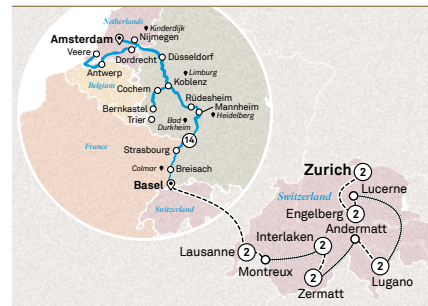 Netherlands
Kinderdijk
Amsterdam
Nijmegen
Veere
Dordrecht
Düsseldorf
Antwerp
Limburg
Koblenz
Belgium
Cochem
Rüdesheim
Mannheim
Bernkastel
Bad
Durkheim
Heidelberg
Trier
14
France
Strasbourg
Colmar
Breisach
Basel
Switzerland
Zurich
2
Lucerne
Switzerland
Engelberg
2
Andermatt
Interlaken
Lausanne
2
2
2
2
Montreux
Lugano
Zermatt